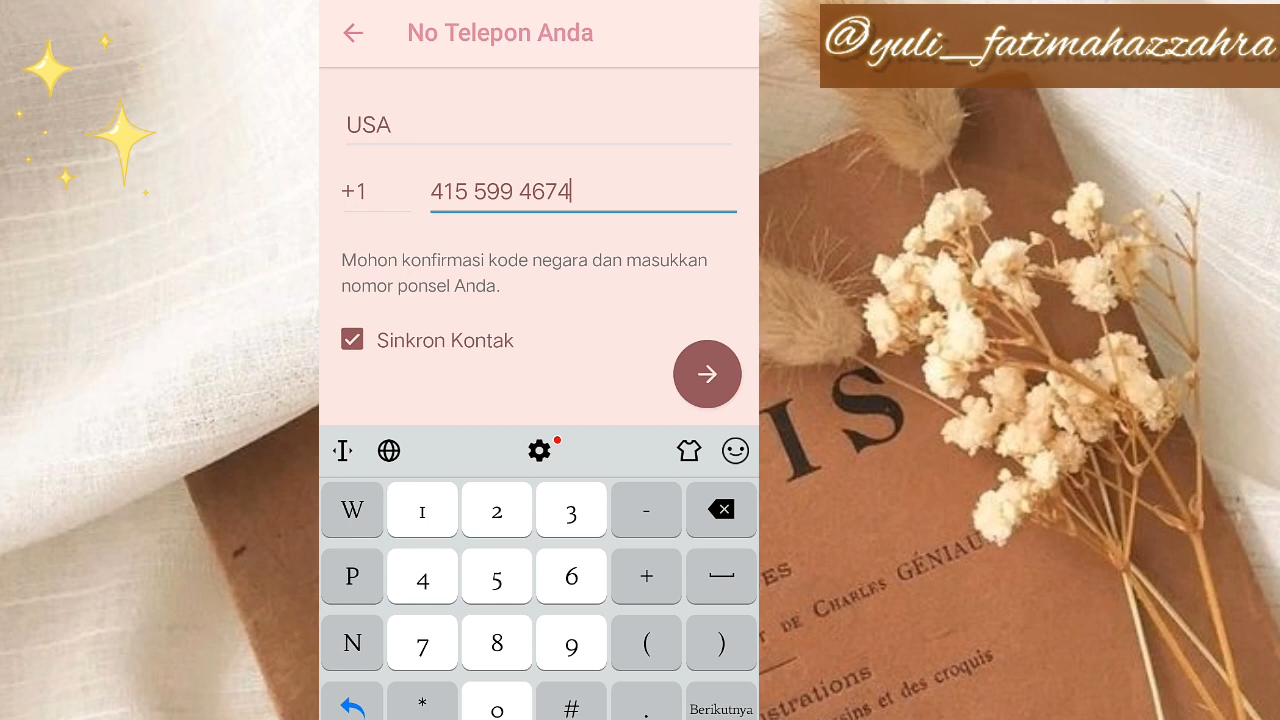 No Telepon Anda
@yuli_fatimahazzahra
USA
+1 415 599 4674
Mohon konfirmasi kode negara dan masukkan
nomor ponsel Anda.
Sinkron Kontak
IS
W 1 2 3 -
P 4 5 6 +
N 7 8 9 ( )
* 0 # . Berikutnya
ES
DE CHARLES GÉNIAU
strations
sins et des croquis